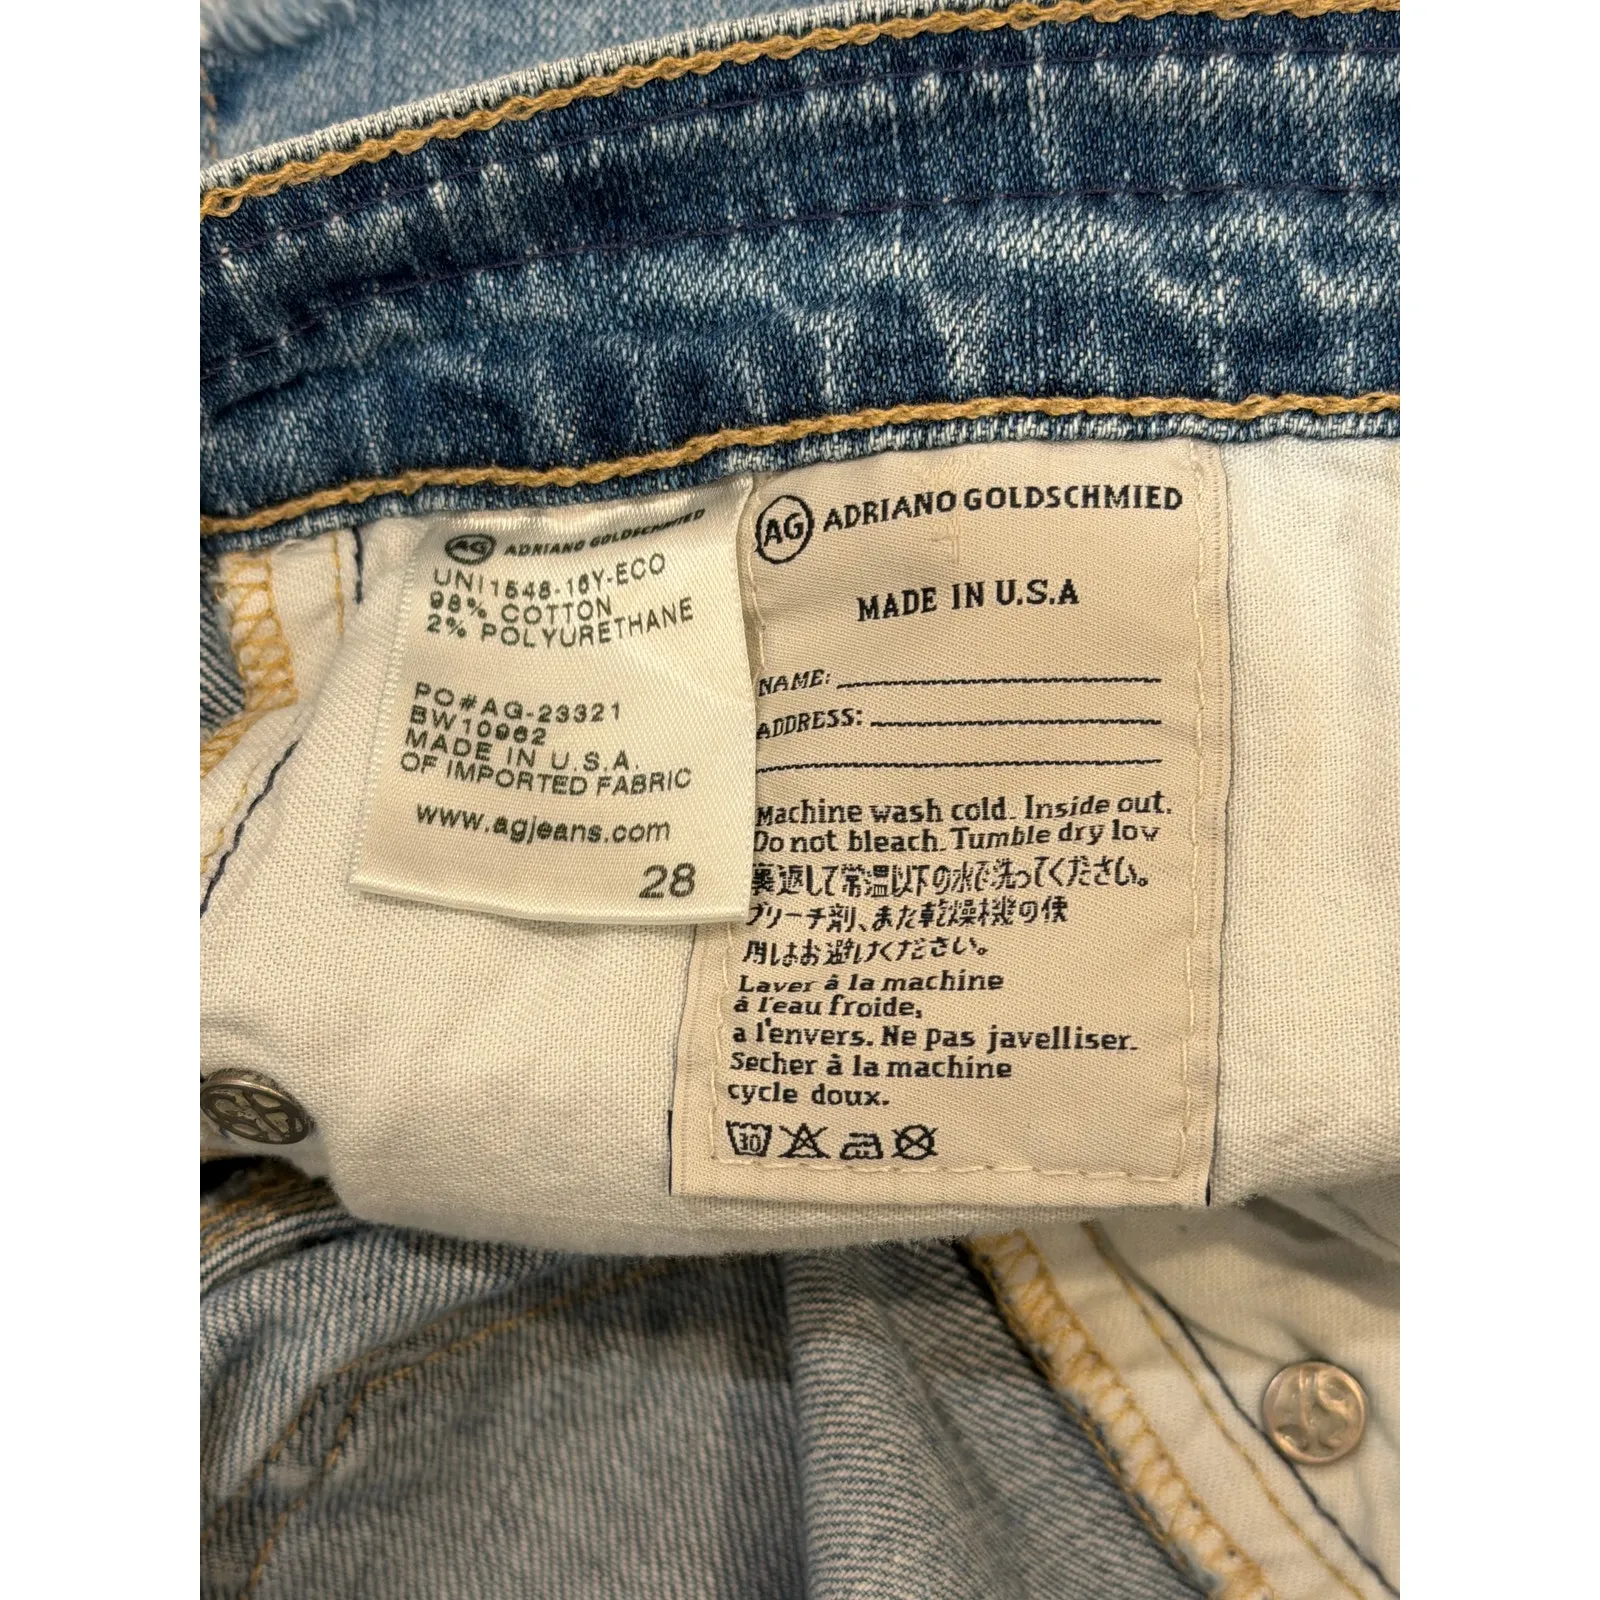 AG ADRIANO GOLDSCHMIED
UNI1548-16Y-ECO
98% COTTON
2% POLYURETHANE
PO#AG-23321
BW10962
MADE IN U.S.A.
OF IMPORTED FABRIC
www.agjeans.com
28
AG ADRIANO GOLDSCHMIED
MADE IN U.S.A
NAME:
ADDRESS:
Machine wash cold. Inside out.
Do not bleach. Tumble dry low
裏返して常温以下の水で洗ってください。
ブリーチ剤、また乾燥機の使
用はお避けください。
Laver à la machine
à l'eau froide,
a l'envers. Ne pas javelliser.
Secher à la machine
cycle doux.
30